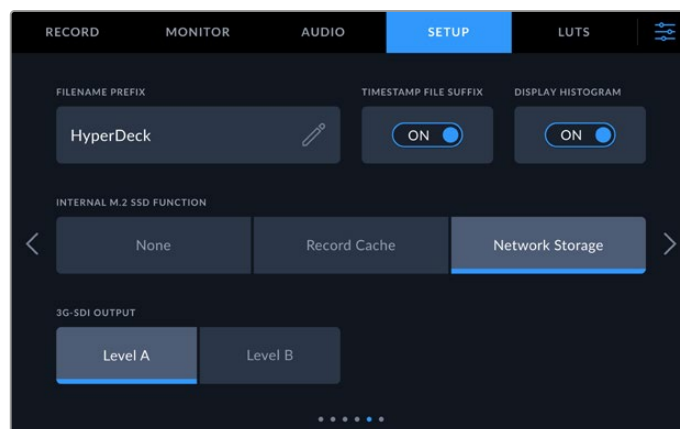 RECORD MONITOR AUDIO SETUP LUTS
FILENAME PREFIX TIMESTAMP FILE SUFFIX DISPLAY HISTOGRAM
HyperDeck ON ON
INTERNAL M.2 SSD FUNCTION
None Record Cache Network Storage
3G-SDI OUTPUT
Level A Level B